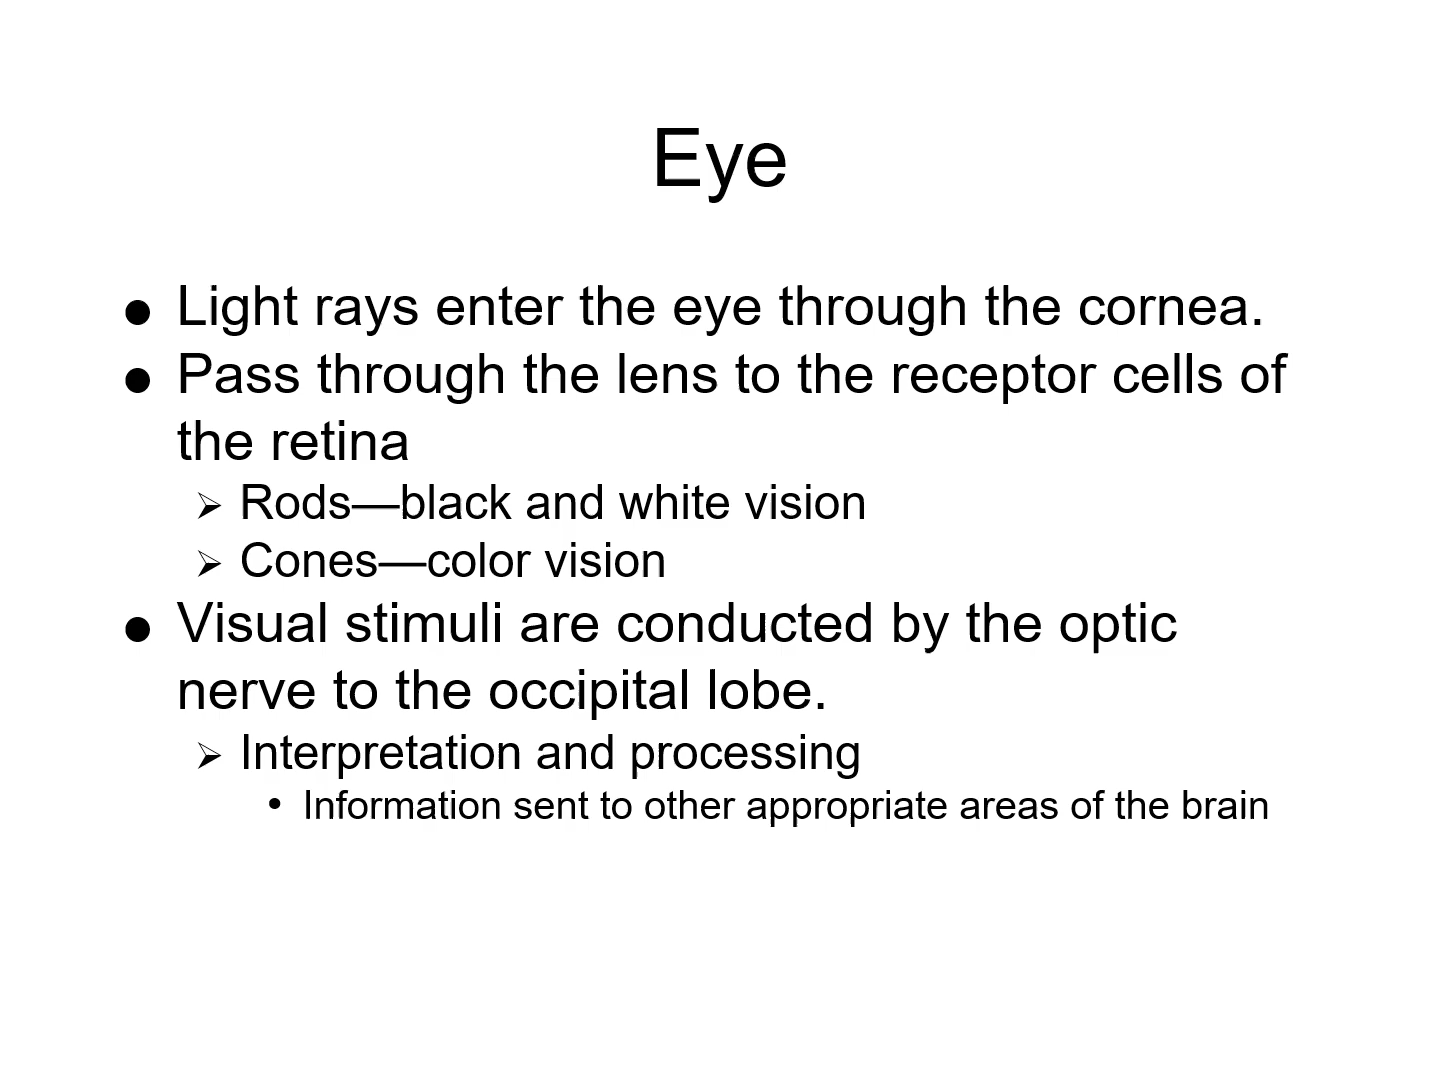 Eye
● Light rays enter the eye through the cornea.
● Pass through the lens to the receptor cells of
the retina
➢ Rods—black and white vision
➢ Cones—color vision
● Visual stimuli are conducted by the optic
nerve to the occipital lobe.
➢ Interpretation and processing
• Information sent to other appropriate areas of the brain